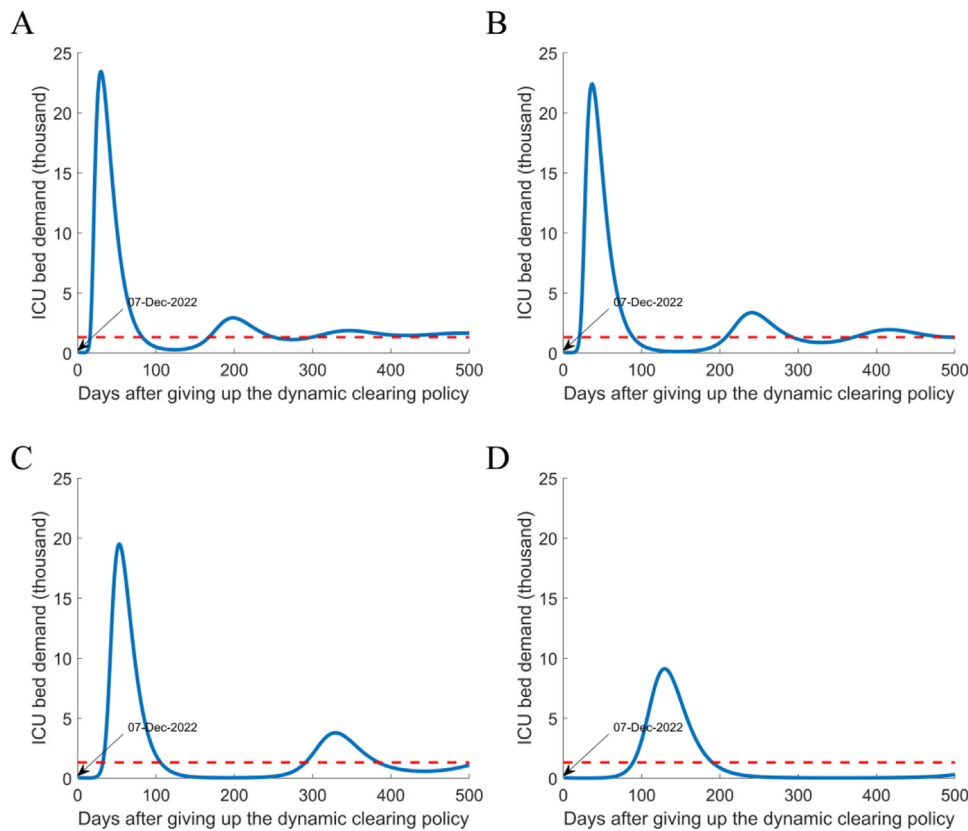 A
ICU bed demand (thousand)
25
20
15
10
5
0
07-Dec-2022
0 100 200 300 400 500
Days after giving up the dynamic clearing policy
B
ICU bed demand (thousand)
25
20
15
10
5
0
07-Dec-2022
0 100 200 300 400 500
Days after giving up the dynamic clearing policy
C
ICU bed demand (thousand)
25
20
15
10
5
0
07-Dec-2022
0 100 200 300 400 500
Days after giving up the dynamic clearing policy
D
ICU bed demand (thousand)
25
20
15
10
5
0
07-Dec-2022
0 100 200 300 400 500
Days after giving up the dynamic clearing policy